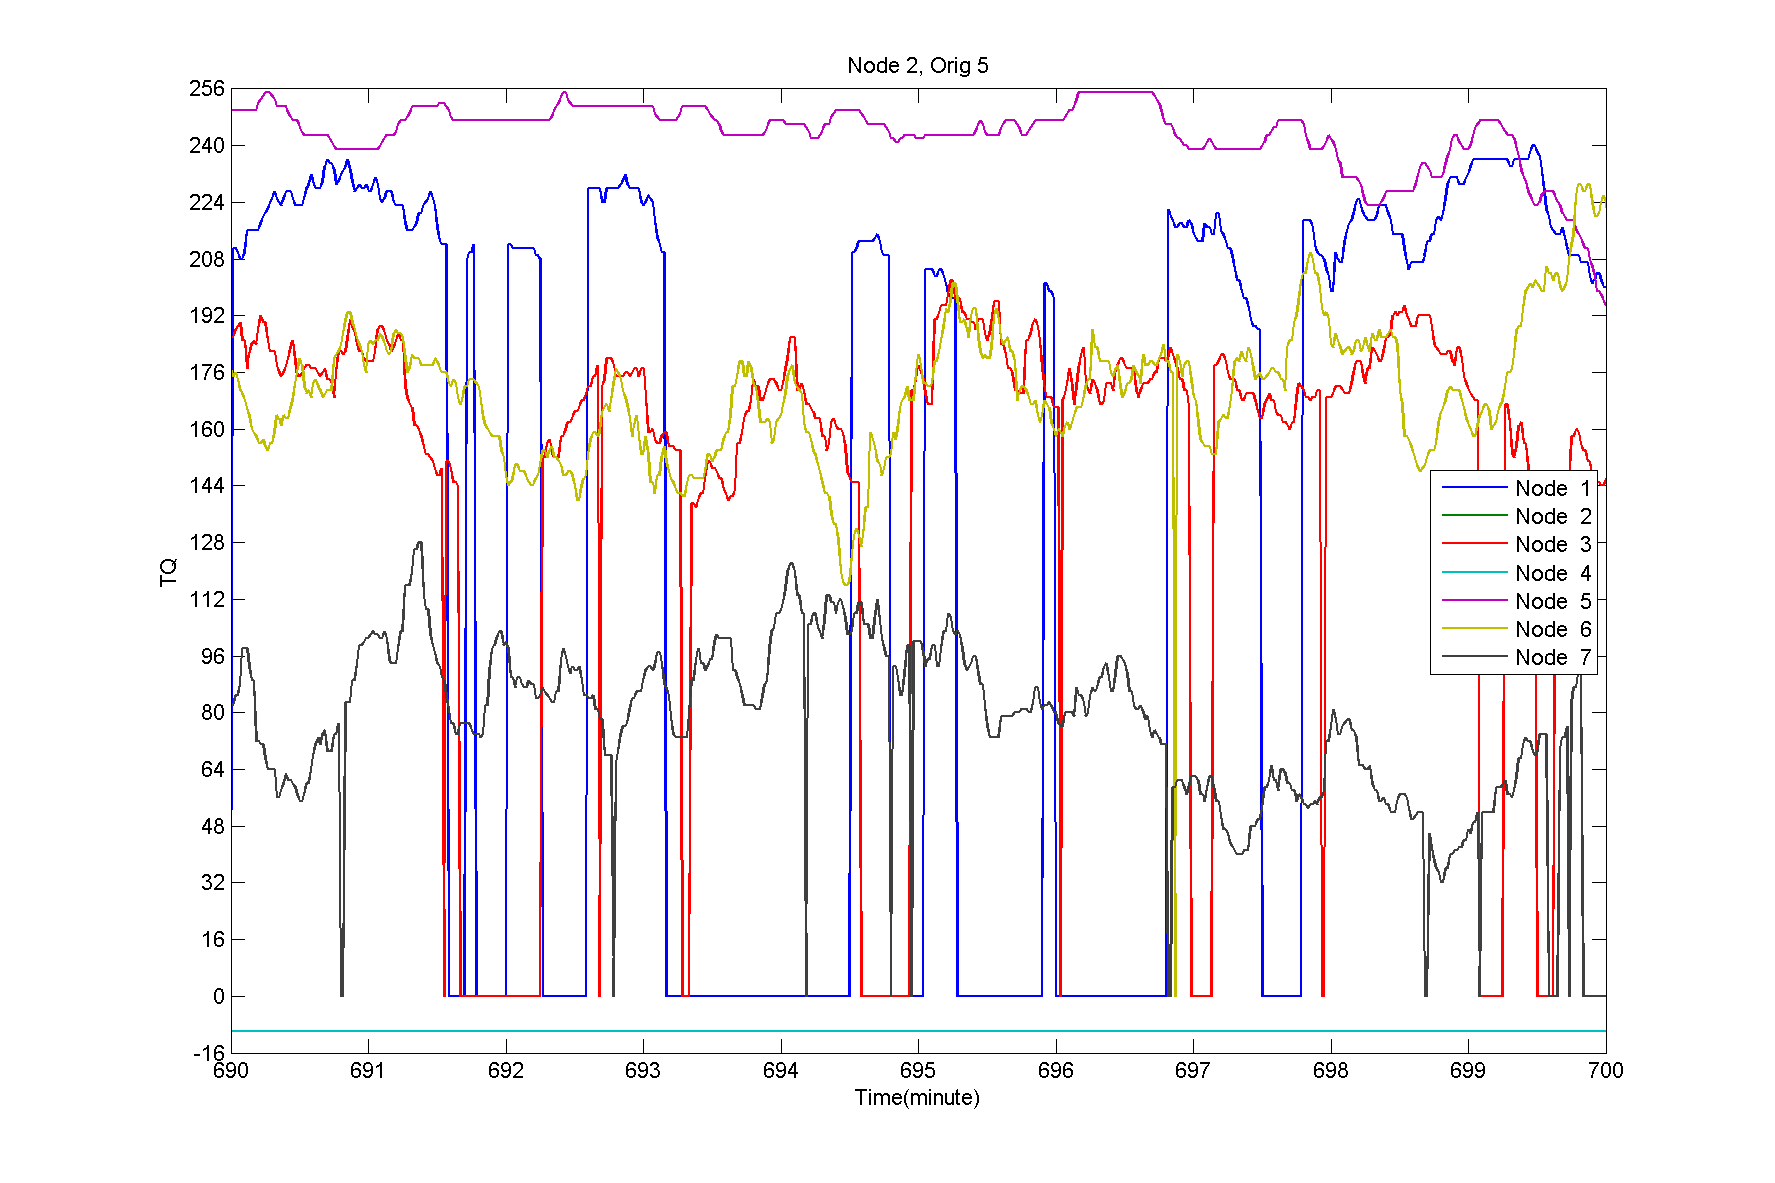 Node 2, Orig 5
256
240
224
208
192
176
160
144
128
112
96
80
64
48
32
16
0
-16
TQ
690 691 692 693 694 695 696 697 698 699 700
Time(minute)
Node 1
Node 2
Node 3
Node 4
Node 5
Node 6
Node 7